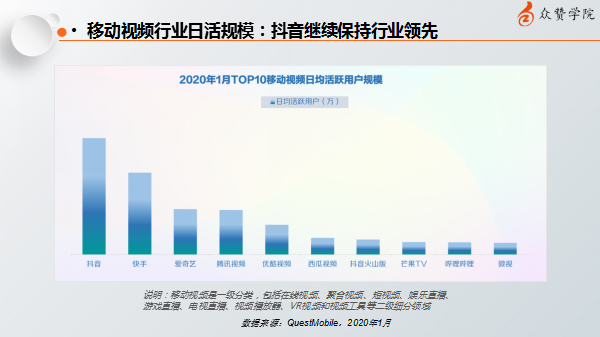 众赞学院
• 移动视频行业日活规模：抖音继续保持行业领先
2020年1月TOP10移动视频日均活跃用户规模
日均活跃用户（万）
抖音 快手 爱奇艺 腾讯视频 优酷视频 西瓜视频 抖音火山版 芒果TV 哔哩哔哩 微视
说明：移动视频是一级分类，包括在线视频、聚合视频、短视频、娱乐直播、
游戏直播、电视直播、视频播放器、VR视频和视频工具等二级细分领域
数据来源：QuestMobile，2020年1月